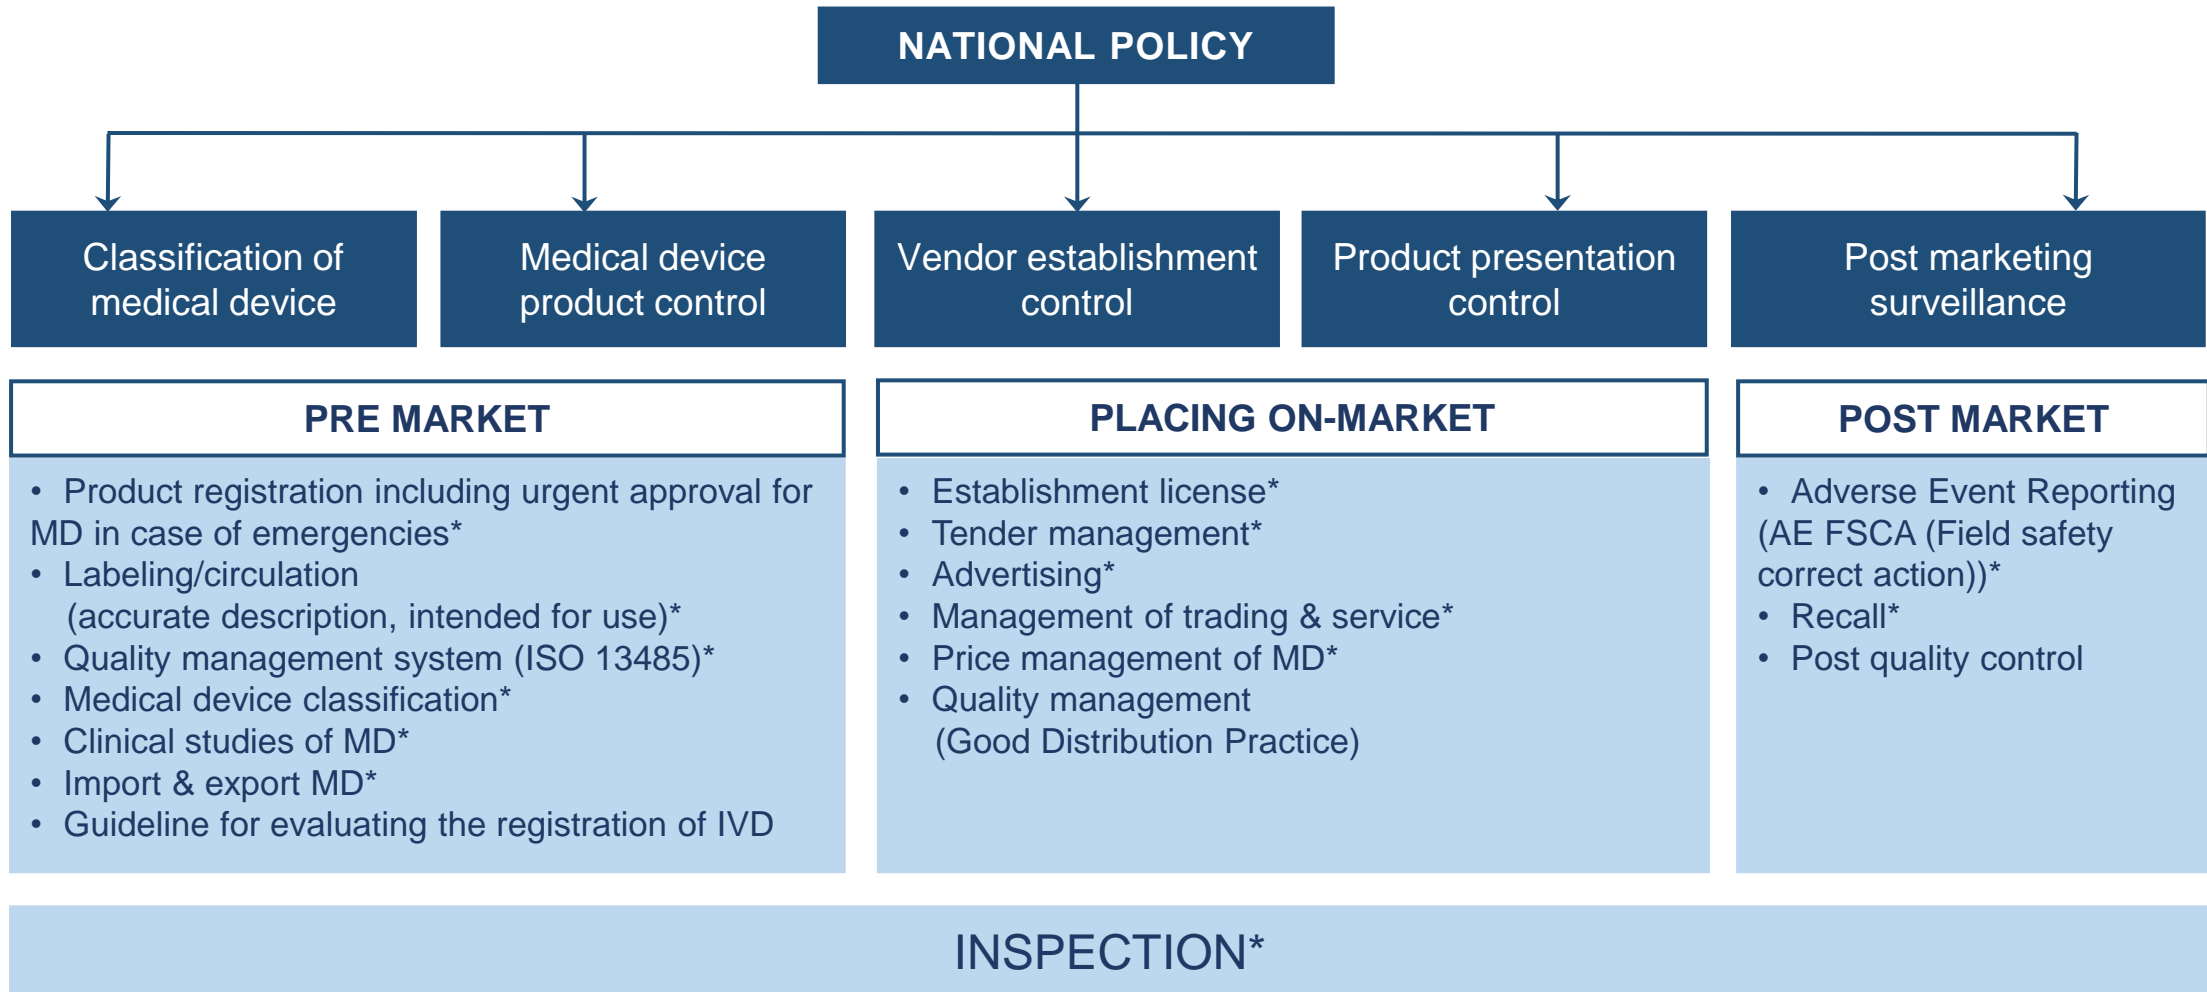 NATIONAL POLICY
Classification of
medical device
Medical device
product control
Vendor establishment
control
Product presentation
control
Post marketing
surveillance
PRE MARKET
• Product registration including urgent approval for
MD in case of emergencies*
• Labeling/circulation
(accurate description, intended for use)*
• Quality management system (ISO 13485)*
• Medical device classification*
• Clinical studies of MD*
• Import & export MD*
• Guideline for evaluating the registration of IVD
PLACING ON-MARKET
• Establishment license*
• Tender management*
• Advertising*
• Management of trading & service*
• Price management of MD*
• Quality management
(Good Distribution Practice)
POST MARKET
• Adverse Event Reporting
(AE FSCA (Field safety
correct action))*
• Recall*
• Post quality control
INSPECTION*